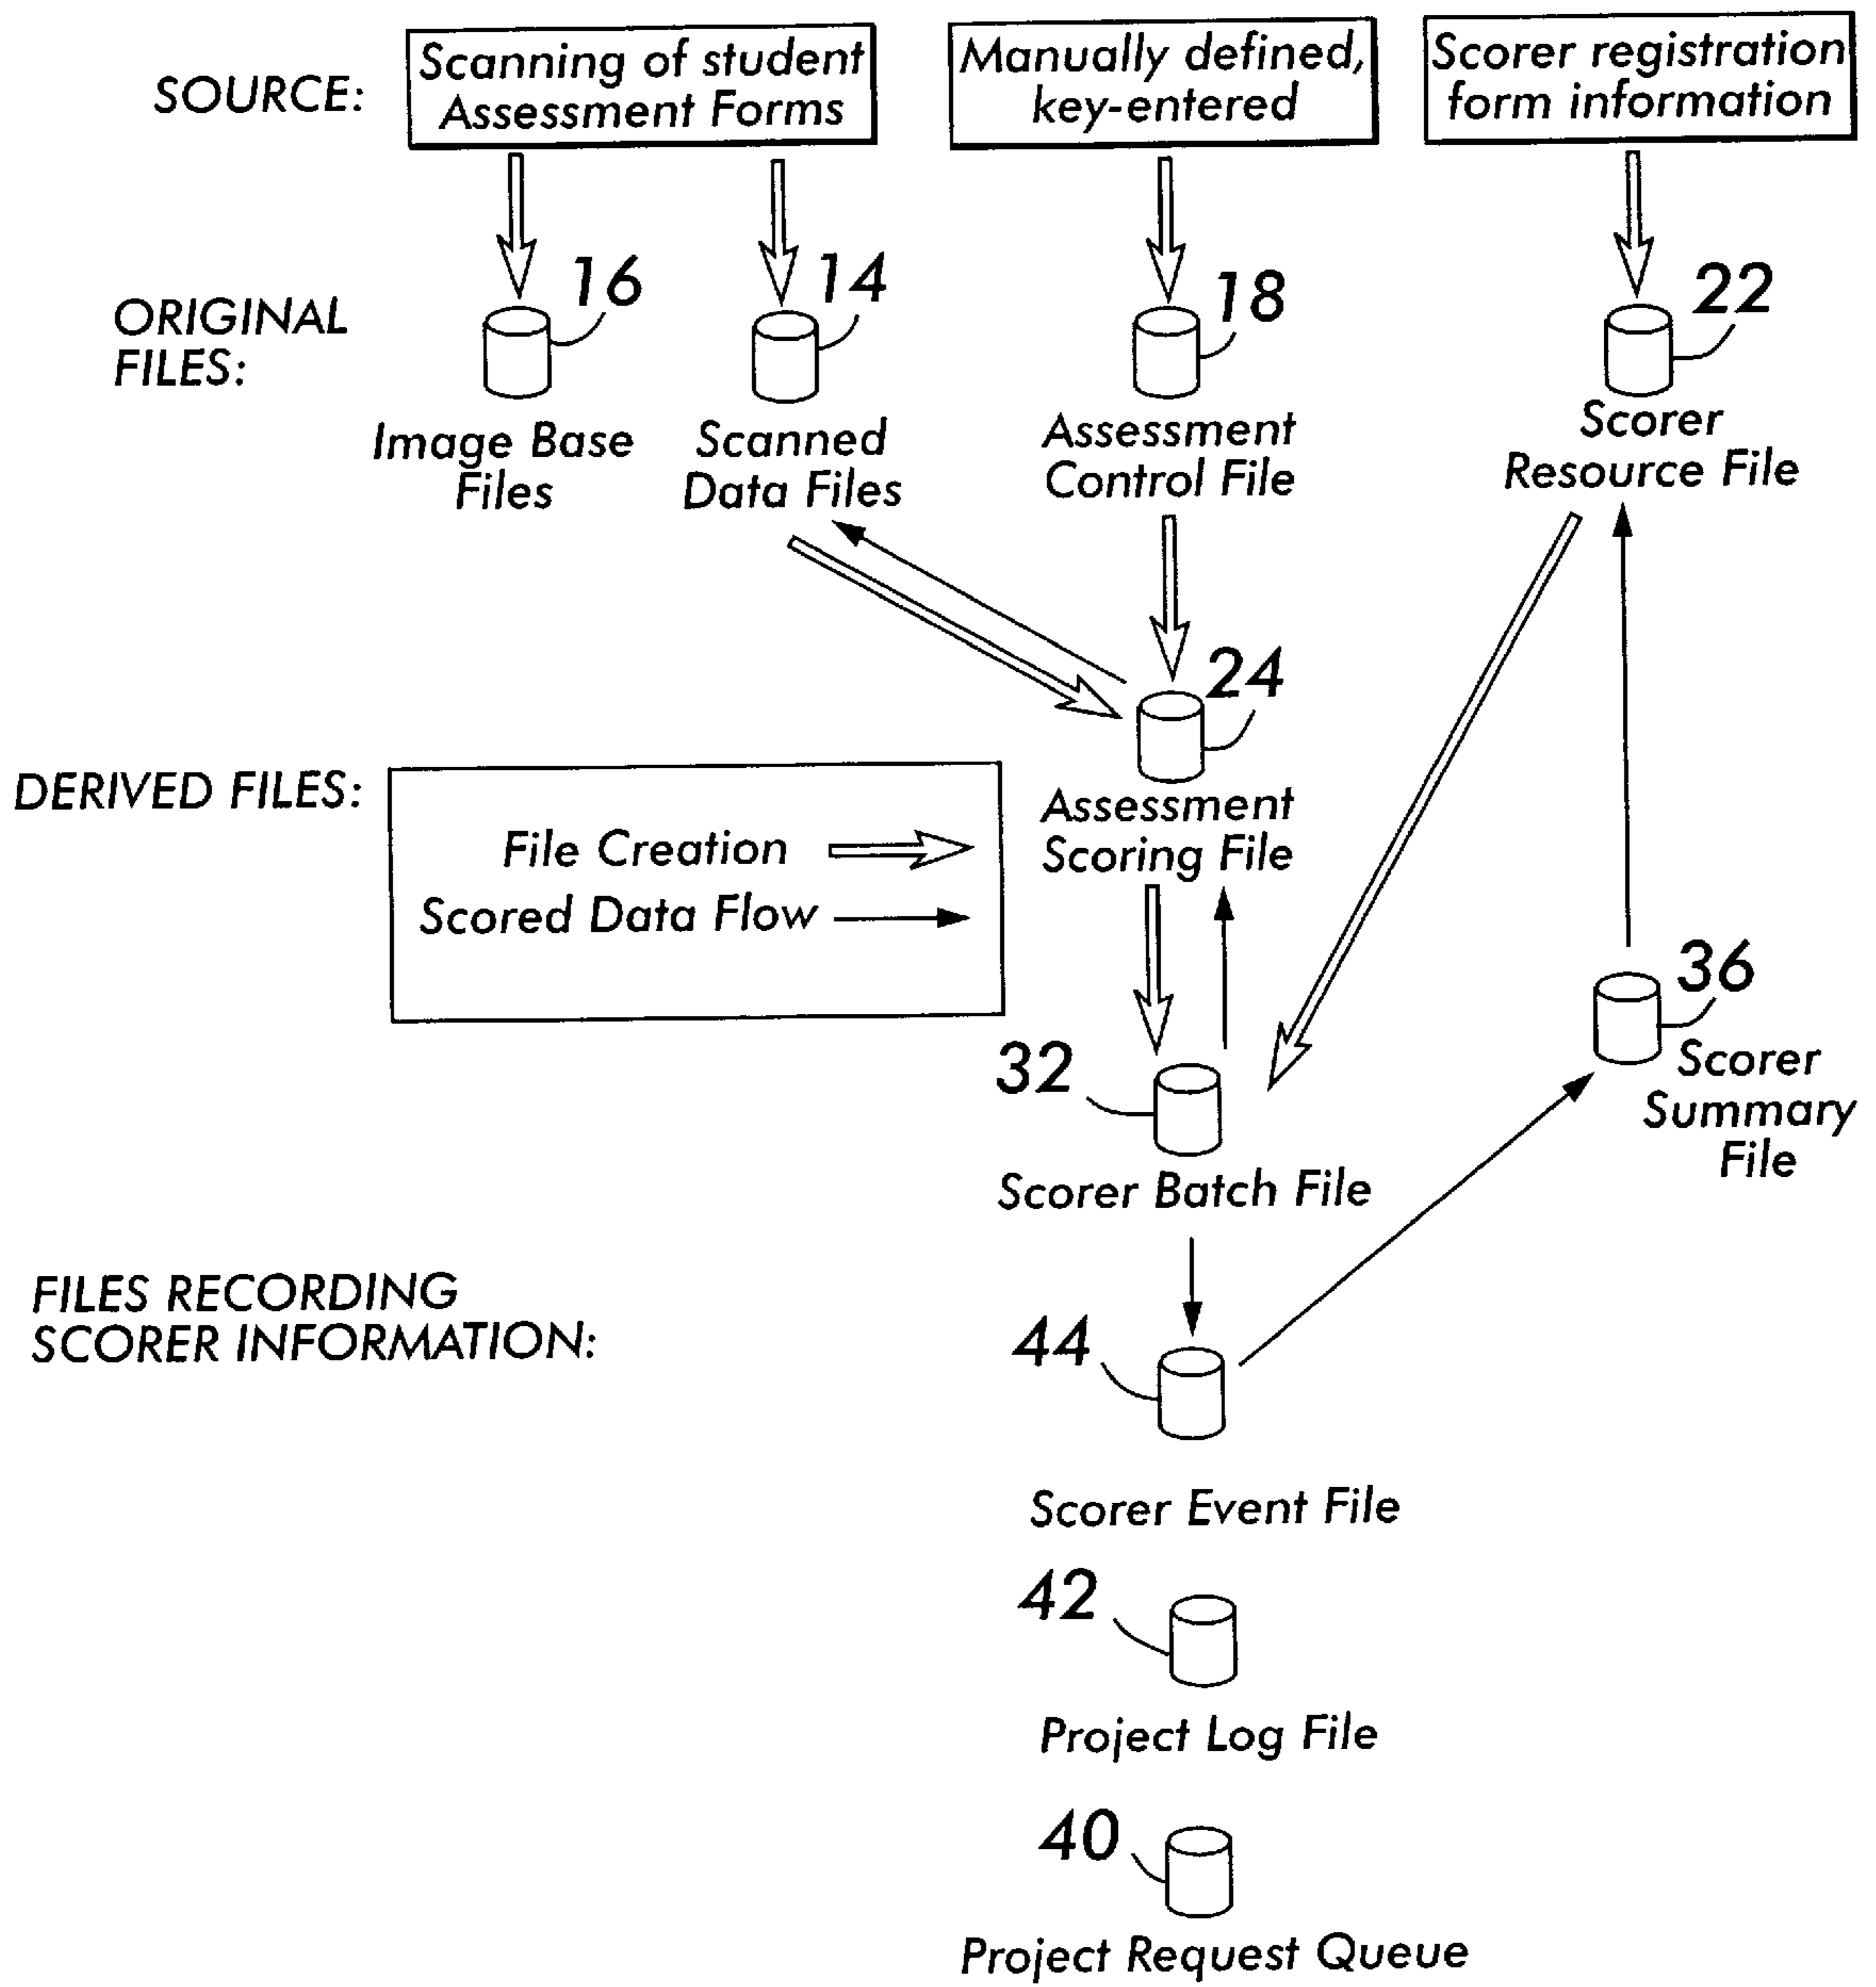 SOURCE:
Scanning of student
Assessment Forms
Manually defined,
key-entered
Scorer registration
form information
ORIGINAL
FILES:
16
14
18
22
Image Base
Files
Scanned
Data Files
Assessment
Control File
Scorer
Resource File
24
DERIVED FILES:
File Creation
Scored Data Flow
Assessment
Scoring File
36
Scorer
Summary
File
32
Scorer Batch File
FILES RECORDING
SCORER INFORMATION:
44
Scorer Event File
42
Project Log File
40
Project Request Queue